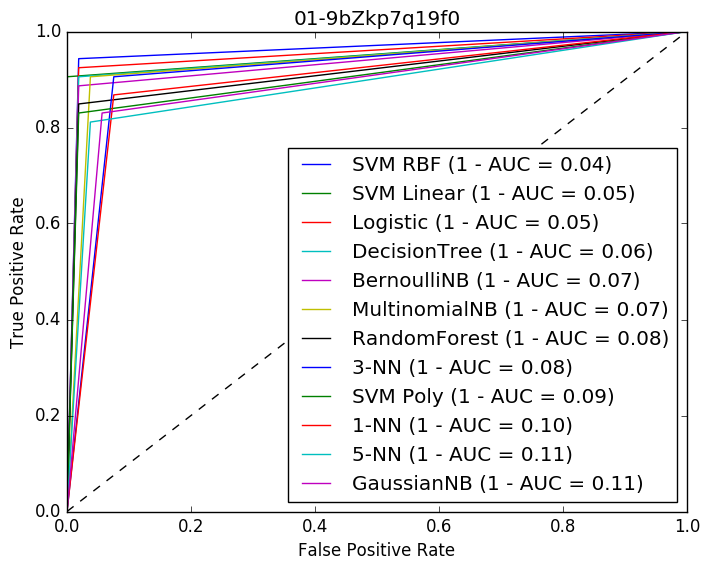 01-9bZkp7q19f0
True Positive Rate
1.0
0.8
0.6
0.4
0.2
0.0
SVM RBF (1 - AUC = 0.04)
SVM Linear (1 - AUC = 0.05)
Logistic (1 - AUC = 0.05)
DecisionTree (1 - AUC = 0.06)
BernoulliNB (1 - AUC = 0.07)
MultinomialNB (1 - AUC = 0.07)
RandomForest (1 - AUC = 0.08)
3-NN (1 - AUC = 0.08)
SVM Poly (1 - AUC = 0.09)
1-NN (1 - AUC = 0.10)
5-NN (1 - AUC = 0.11)
GaussianNB (1 - AUC = 0.11)
0.0 0.2 0.4 0.6 0.8 1.0
False Positive Rate